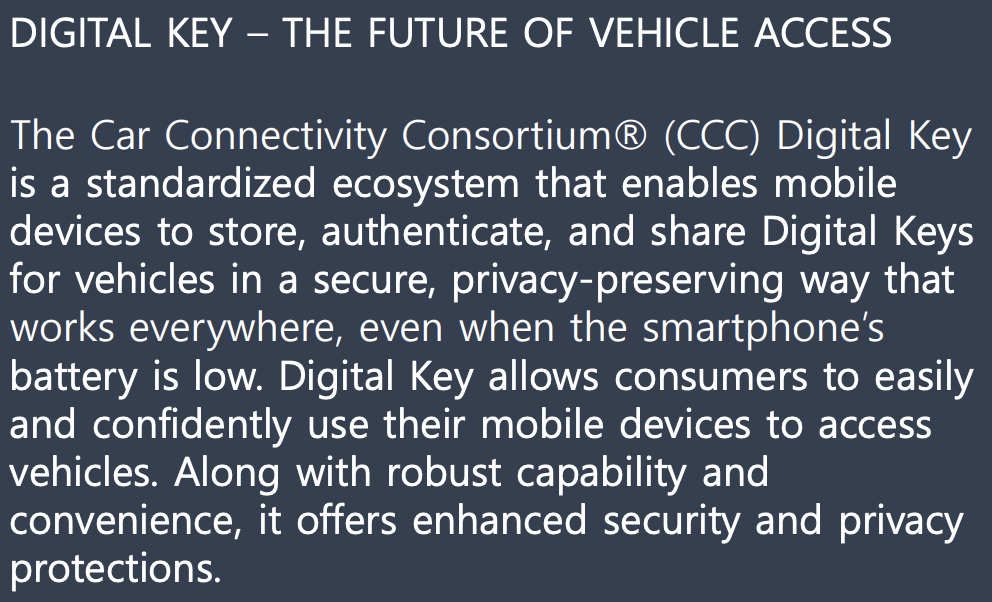 DIGITAL KEY – THE FUTURE OF VEHICLE ACCESS
The Car Connectivity Consortium® (CCC) Digital Key
is a standardized ecosystem that enables mobile
devices to store, authenticate, and share Digital Keys
for vehicles in a secure, privacy-preserving way that
works everywhere, even when the smartphone’s
battery is low. Digital Key allows consumers to easily
and confidently use their mobile devices to access
vehicles. Along with robust capability and
convenience, it offers enhanced security and privacy
protections.